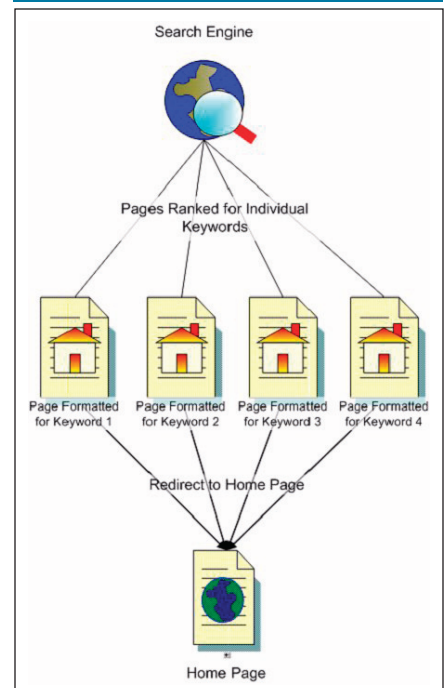 Search Engine
Pages Ranked for Individual
Keywords
Page Formatted
for Keyword 1
Page Formatted
for Keyword 2
Page Formatted
for Keyword 3
Page Formatted
for Keyword 4
Redirect to Home Page
Home Page